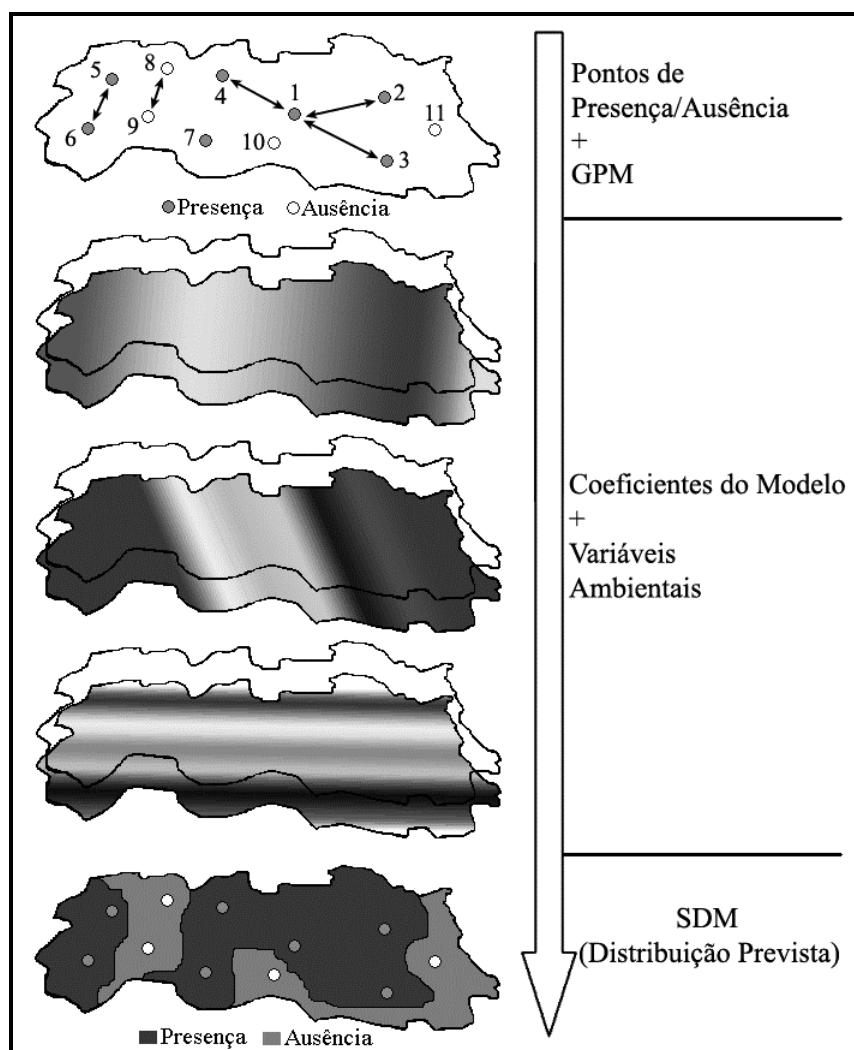 5
8
4
1
2
11
6
9
7
10
3
Presença Ausência
Pontos de
Presença/Ausência
+
GPM
Coeficientes do Modelo
+
Variáveis
Ambientais
SDM
(Distribuição Prevista)
Presença Ausência